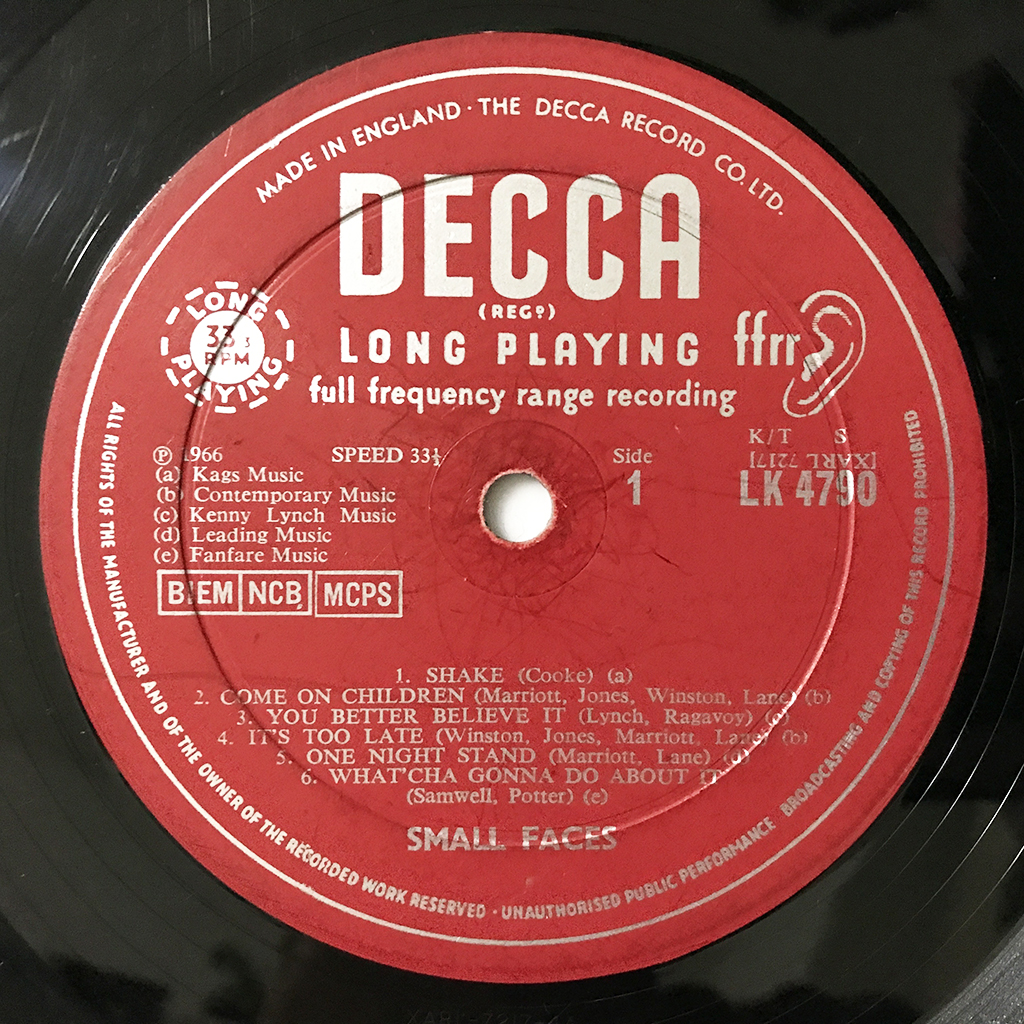 MADE IN ENGLAND · THE DECCA RECORD CO. LTD.
DECCA
(REGD)
LONG PLAYING
ffrr
full frequency range recording
LONG
33⅓
RPM
PLAYING
K/T S
[XARL 7217]
LK 4790
℗ 1966
SPEED 33⅓
Side
1
(a) Kags Music
(b) Contemporary Music
(c) Kenny Lynch Music
(d) Leading Music
(e) Fanfare Music
BIEM NCB MCPS
1. SHAKE (Cooke) (a)
2. COME ON CHILDREN (Marriott, Jones, Winston, Lane) (b)
3. YOU BETTER BELIEVE IT (Lynch, Ragavoy) (c)
4. IT'S TOO LATE (Winston, Jones, Marriott, Lane) (b)
5. ONE NIGHT STAND (Marriott, Lane) (d)
6. WHAT'CHA GONNA DO ABOUT IT
(Samwell, Potter) (e)
SMALL FACES
ALL RIGHTS OF THE MANUFACTURER AND OF THE OWNER OF THE RECORDED WORK RESERVED · UNAUTHORISED PUBLIC PERFORMANCE BROADCASTING AND COPYING OF THIS RECORD PROHIBITED